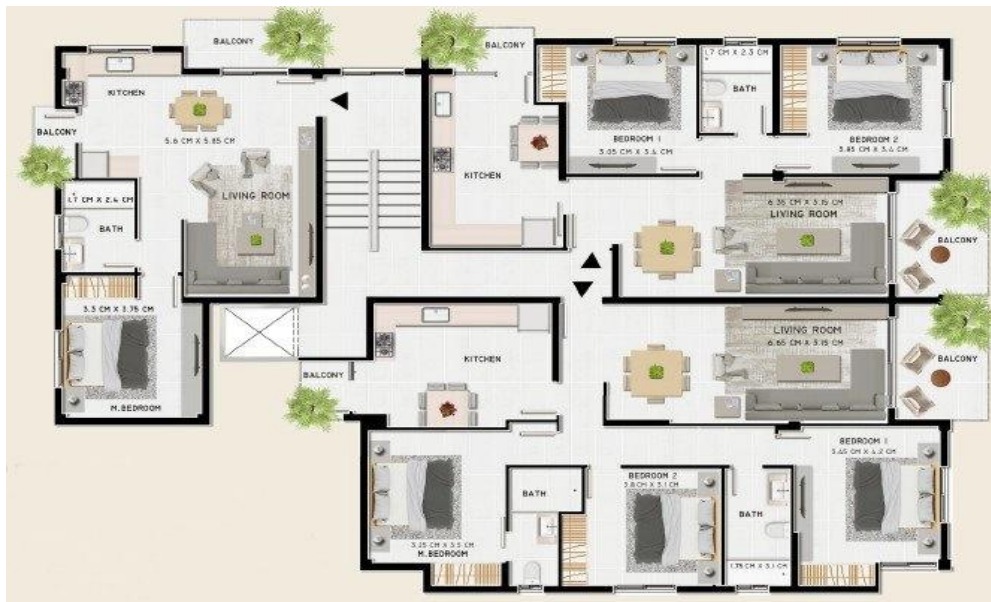 BALCONY
BALCONY
KITCHEN
BALCONY
5.6 CM X 5.85 CM
LIVING ROOM
1.7 CM X 2.4 CM
BATH
3.3 CM X 3.75 CM
M.BEDROOM
KITCHEN
BEDROOM 1
3.05 CM X 3.4 CM
1.7 CM X 2.3 CM
BATH
BEDROOM 2
3.85 CM X 3.4 CM
6.35 CM X 3.15 CM
LIVING ROOM
BALCONY
KITCHEN
BALCONY
LIVING ROOM
6.65 CM X 3.15 CM
BALCONY
BATH
3.25 CM X 3.5 CM
M.BEDROOM
BEDROOM 2
3.8CM X 3.1 CM
BATH
1.75 CM X 3.1 CM
BEDROOM 1
3.65 CM X 4.2 CM